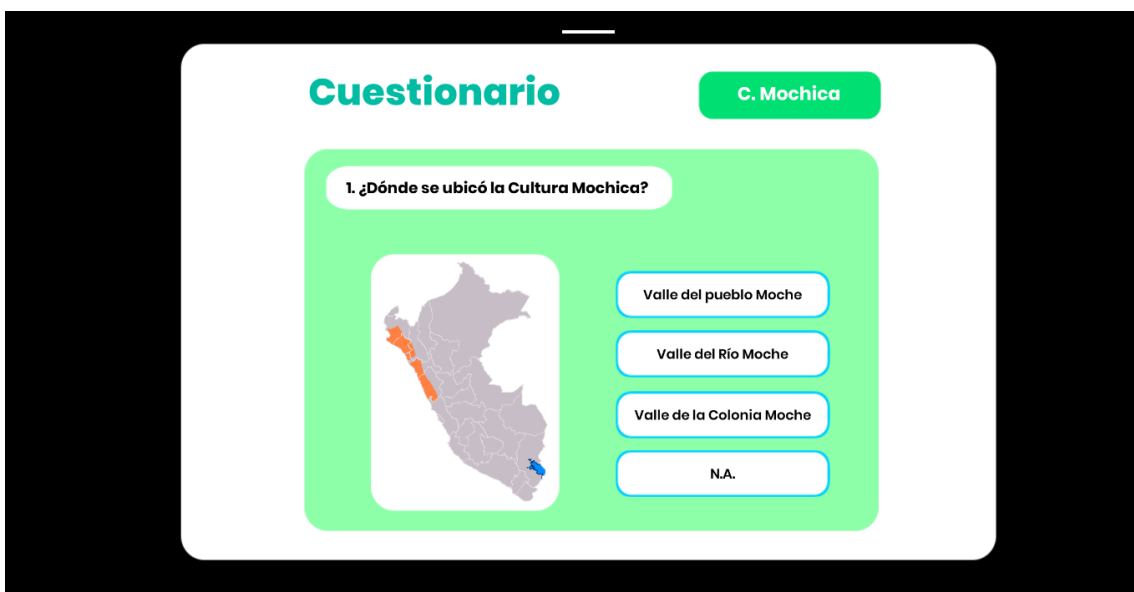 Cuestionario
C. Mochica
1. ¿Dónde se ubicó la Cultura Mochica?
Valle del pueblo Moche
Valle del Río Moche
Valle de la Colonia Moche
N.A.